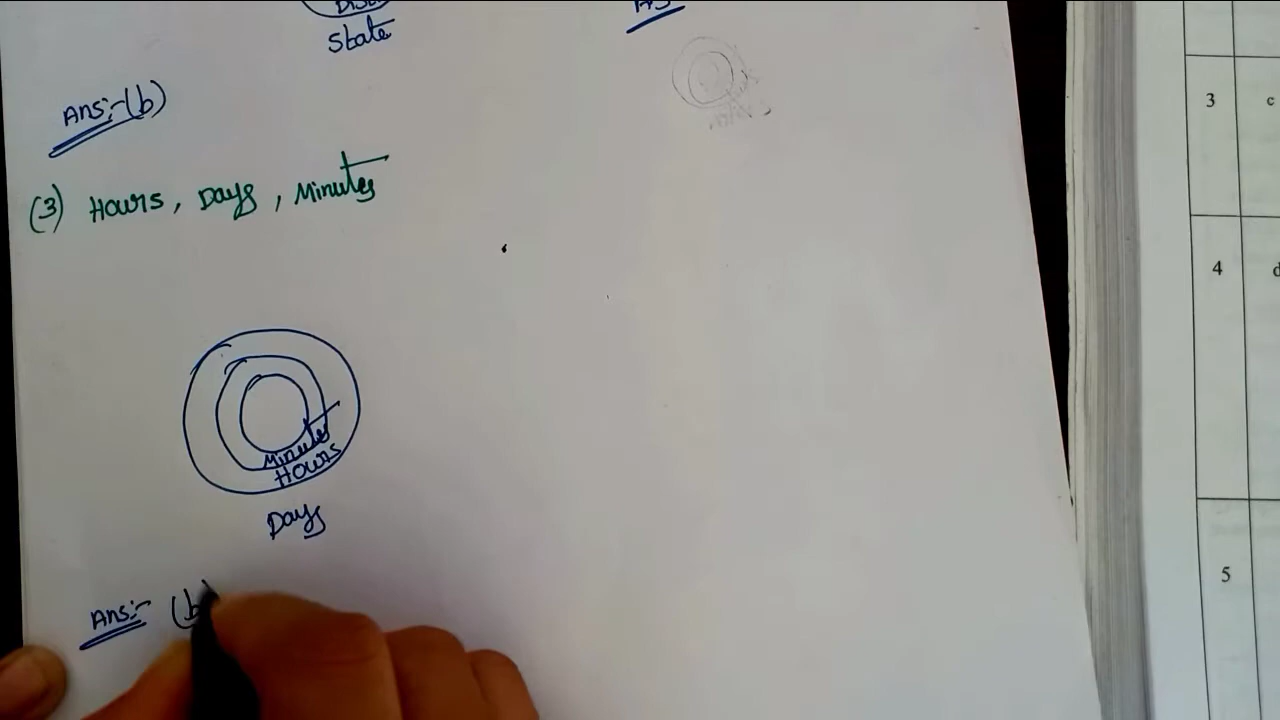 State
Ans:-(b)
(3) Hours, Days, Minutes
Minutes
Hours
Days
Ans:- (b)
3 c
4 d
5